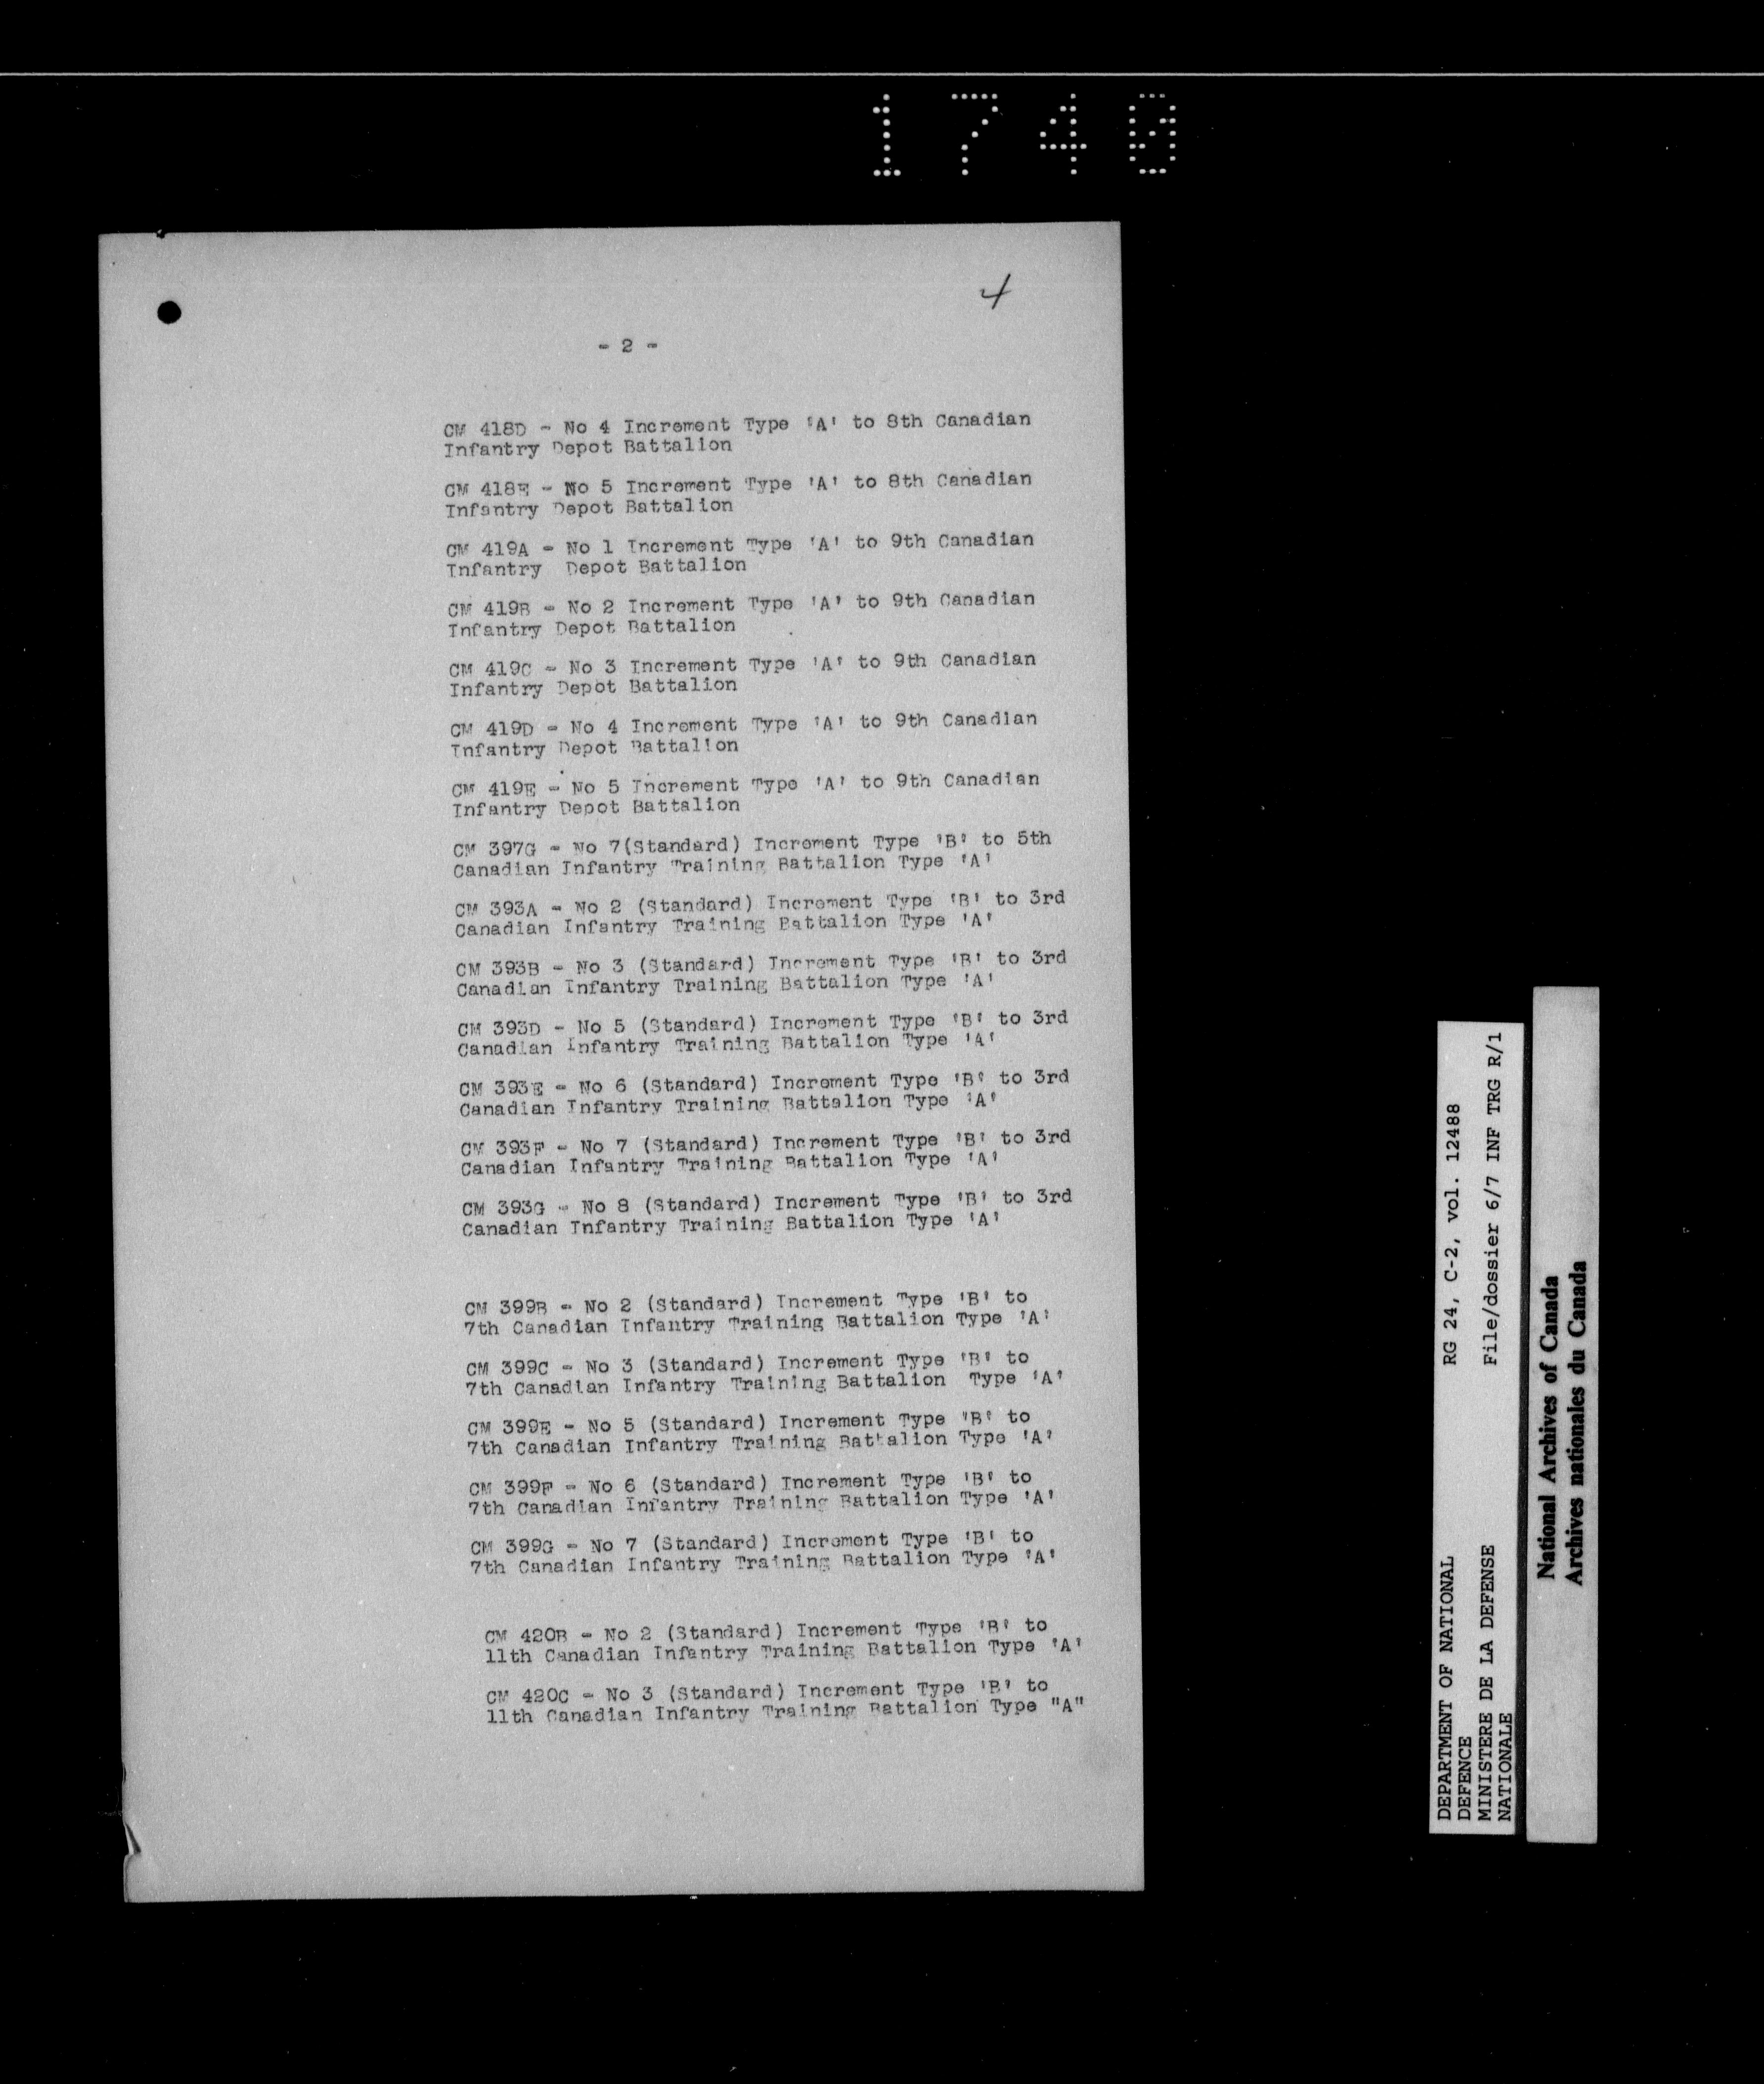 1740
4
- 2 -
CM 418D - No 4 Increment Type 'A' to 8th Canadian
Infantry Depot Battalion
CM 418E - No 5 Increment Type 'A' to 8th Canadian
Infantry Depot Battalion
CM 419A - No 1 Increment Type 'A' to 9th Canadian
Infantry  Depot Battalion
CM 419B - No 2 Increment Type 'A' to 9th Canadian
Infantry Depot Battalion
CM 419C - No 3 Increment Type 'A' to 9th Canadian
Infantry Depot Battalion
CM 419D - No 4 Increment Type 'A' to 9th Canadian
Infantry Depot Battalion
CM 419E - No 5 Increment Type 'A' to 9th Canadian
Infantry Depot Battalion
CM 397G - No 7(Standard) Increment Type 'B' to 5th
Canadian Infantry Training Battalion Type 'A'
CM 393A - No 2 (Standard) Increment Type 'B' to 3rd
Canadian Infantry Training Battalion Type 'A'
CM 393B - No 3 (Standard) Increment Type 'B' to 3rd
Canadian Infantry Training Battalion Type 'A'
CM 393D - No 5 (Standard) Increment Type 'B' to 3rd
Canadian Infantry Training Battalion Type 'A'
CM 393E - No 6 (Standard) Increment Type 'B' to 3rd
Canadian Infantry Training Battalion Type 'A'
CM 393F - No 7 (Standard) Increment Type 'B' to 3rd
Canadian Infantry Training Battalion Type 'A'
CM 393G - No 8 (Standard) Increment Type 'B' to 3rd
Canadian Infantry Training Battalion Type 'A'
CM 399B - No 2 (Standard) Increment Type 'B' to
7th Canadian Infantry Training Battalion Type 'A'
CM 399C - No 3 (Standard) Increment Type 'B' to
7th Canadian Infantry Training Battalion  Type 'A'
CM 399E - No 5 (Standard) Increment Type "B' to
7th Canadian Infantry Training Battalion Type 'A'
CM 399F - No 6 (Standard) Increment Type 'B' to
7th Canadian Infantry Training Battalion Type 'A'
CM 399G - No 7 (Standard) Increment Type 'B' to
7th Canadian Infantry Training Battalion Type 'A'
CM 420B - No 2 (Standard) Increment Type 'B' to
11th Canadian Infantry Training Battalion Type 'A'
CM 420C - No 3 (Standard) Increment Type 'B' to
11th Canadian Infantry Training Battalion Type "A"
DEPARTMENT OF NATIONAL
DEFENCE
MINISTERE DE LA DEFENSE
NATIONALE
RG 24, C-2, vol. 12488
File/dossier 6/7 INF TRG R/1
National Archives of Canada
Archives nationales du Canada